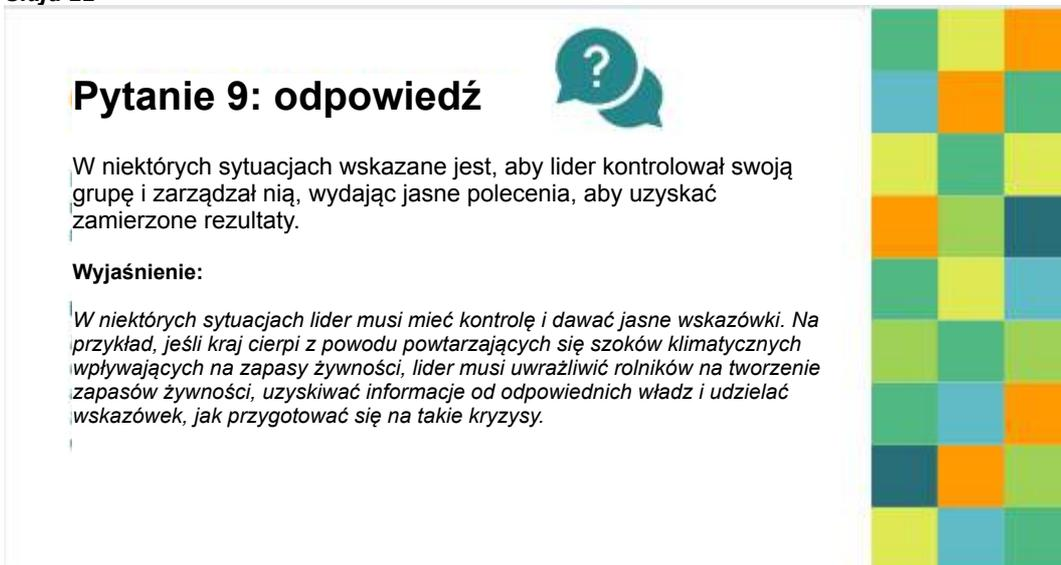 Pytanie 9: odpowiedź
?
W niektórych sytuacjach wskazane jest, aby lider kontrolował swoją
grupę i zarządzał nią, wydając jasne polecenia, aby uzyskać
zamierzone rezultaty.
Wyjaśnienie:
W niektórych sytuacjach lider musi mieć kontrolę i dawać jasne wskazówki. Na
przykład, jeśli kraj cierpi z powodu powtarzających się szoków klimatycznych
wpływających na zapasy żywności, lider musi uwrażliwić rolników na tworzenie
zapasów żywności, uzyskiwać informacje od odpowiednich władz i udzielać
wskazówek, jak przygotować się na takie kryzysy.